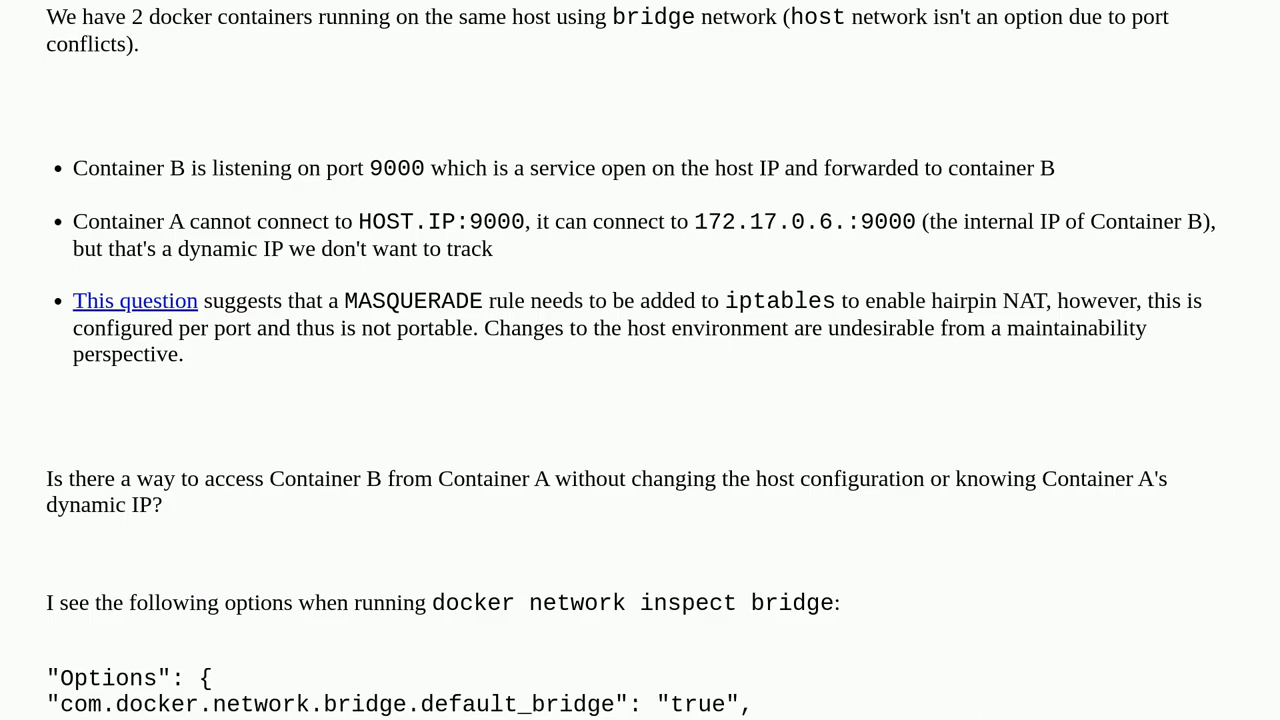 We have 2 docker containers running on the same host using bridge network (host network isn't an option due to port
conflicts).
• Container B is listening on port 9000 which is a service open on the host IP and forwarded to container B
• Container A cannot connect to HOST.IP:9000, it can connect to 172.17.0.6.:9000 (the internal IP of Container B),
but that's a dynamic IP we don't want to track
• This question suggests that a MASQUERADE rule needs to be added to iptables to enable hairpin NAT, however, this is
configured per port and thus is not portable. Changes to the host environment are undesirable from a maintainability
perspective.
Is there a way to access Container B from Container A without changing the host configuration or knowing Container A's
dynamic IP?
I see the following options when running docker network inspect bridge:
"Options": {
"com.docker.network.bridge.default_bridge": "true",